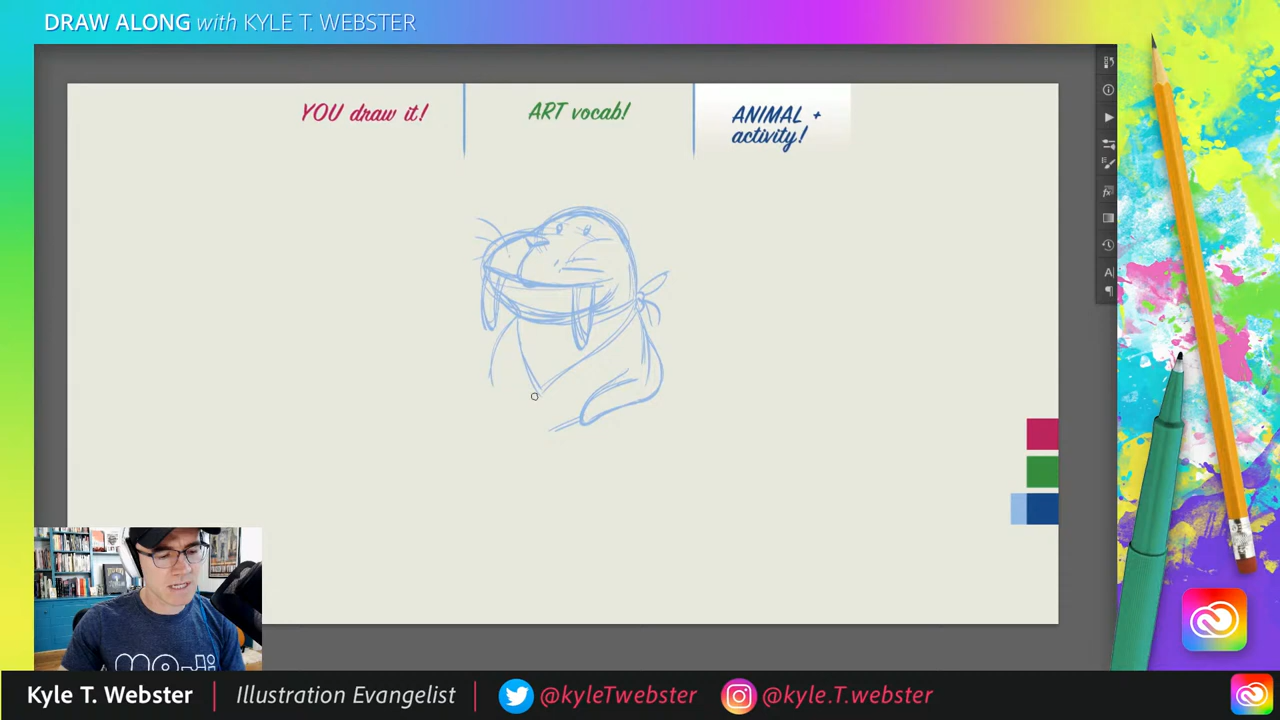 DRAW ALONG with KYLE T. WEBSTER
YOU draw it!
ART vocab!
ANIMAL +
activity!
Kyle T. Webster | Illustration Evangelist | @kyleTwebster @kyle.T.webster